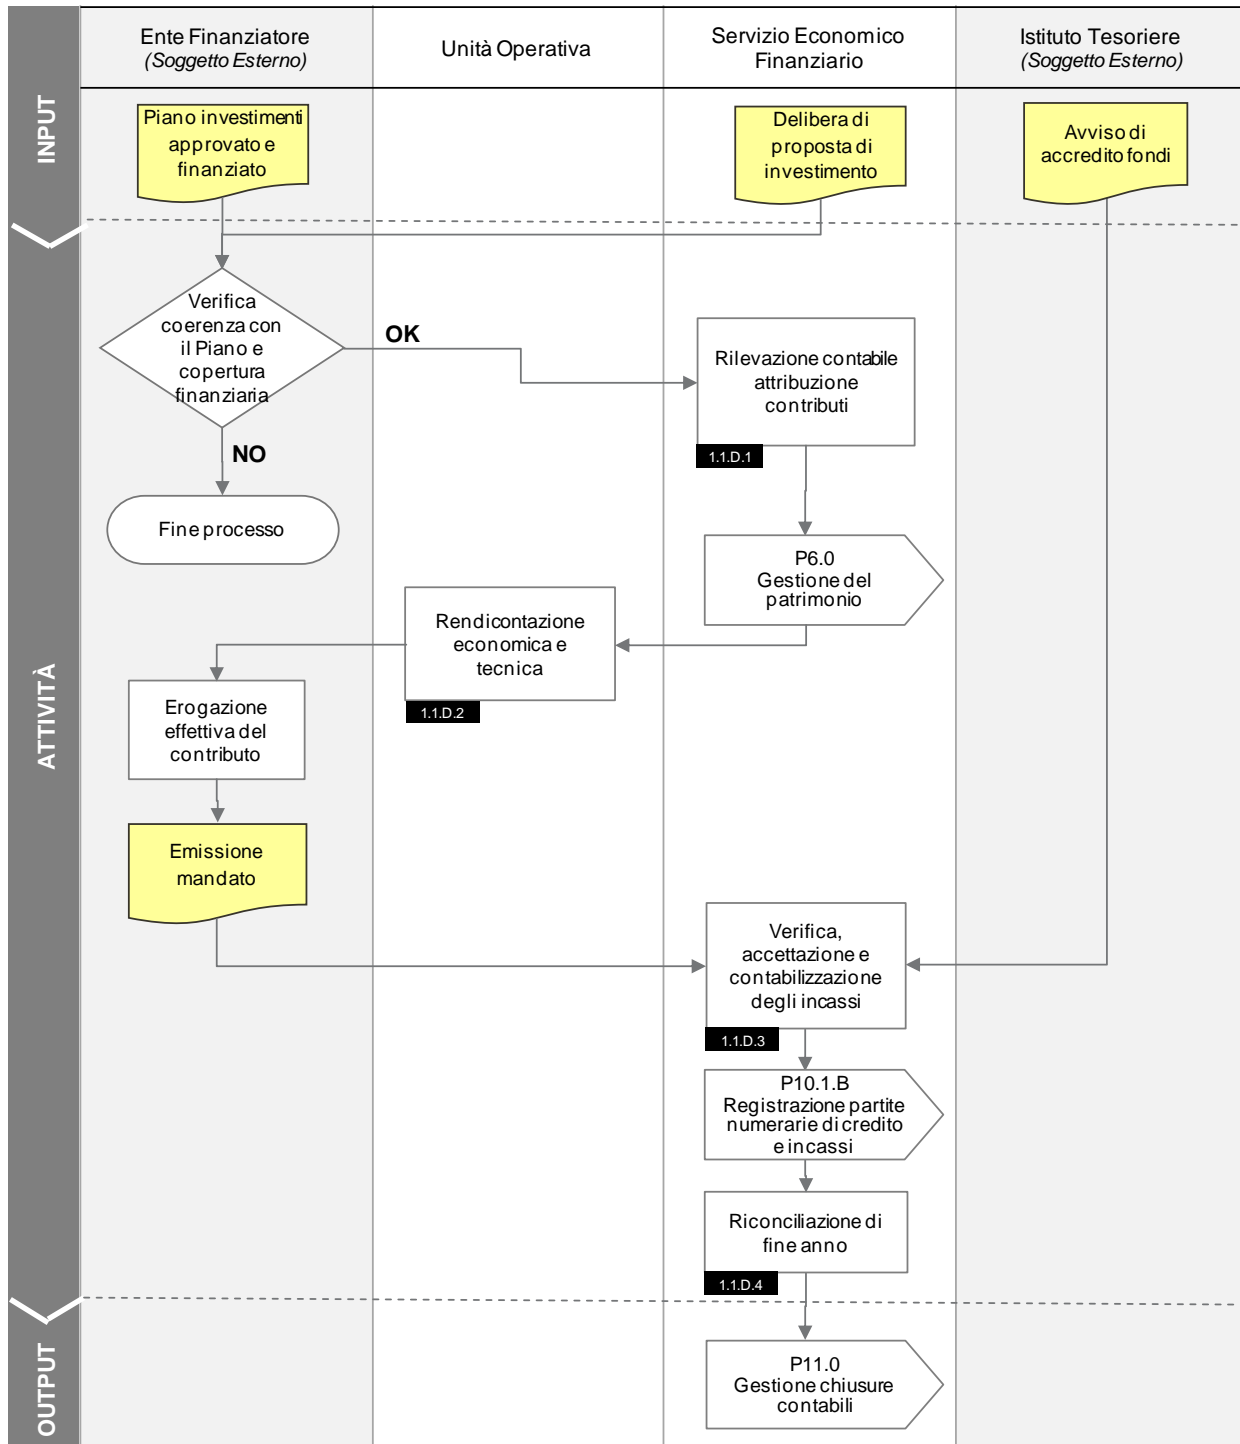 Ente Finanziatore
(Soggetto Esterno)
Unità Operativa
Servizio Economico
Finanziario
Istituto Tesoriere
(Soggetto Esterno)
INPUT
Piano investimenti
approvato e
finanziato
Delibera di
proposta di
investimento
Avviso di
accredito fondi
ATTIVITÀ
Verifica
coerenza con
il Piano e
copertura
finanziaria
OK
NO
Rilevazione contabile
attribuzione
contributi
1.1.D.1
Fine processo
P6.0
Gestione del
patrimonio
Rendicontazione
economica e
tecnica
1.1.D.2
Erogazione
effettiva del
contributo
Emissione
mandato
Verifica,
accettazione e
contabilizzazione
degli incassi
1.1.D.3
P10.1.B
Registrazione partite
numerarie di credito
e incassi
Riconciliazione di
fine anno
1.1.D.4
OUTPUT
P11.0
Gestione chiusure
contabili